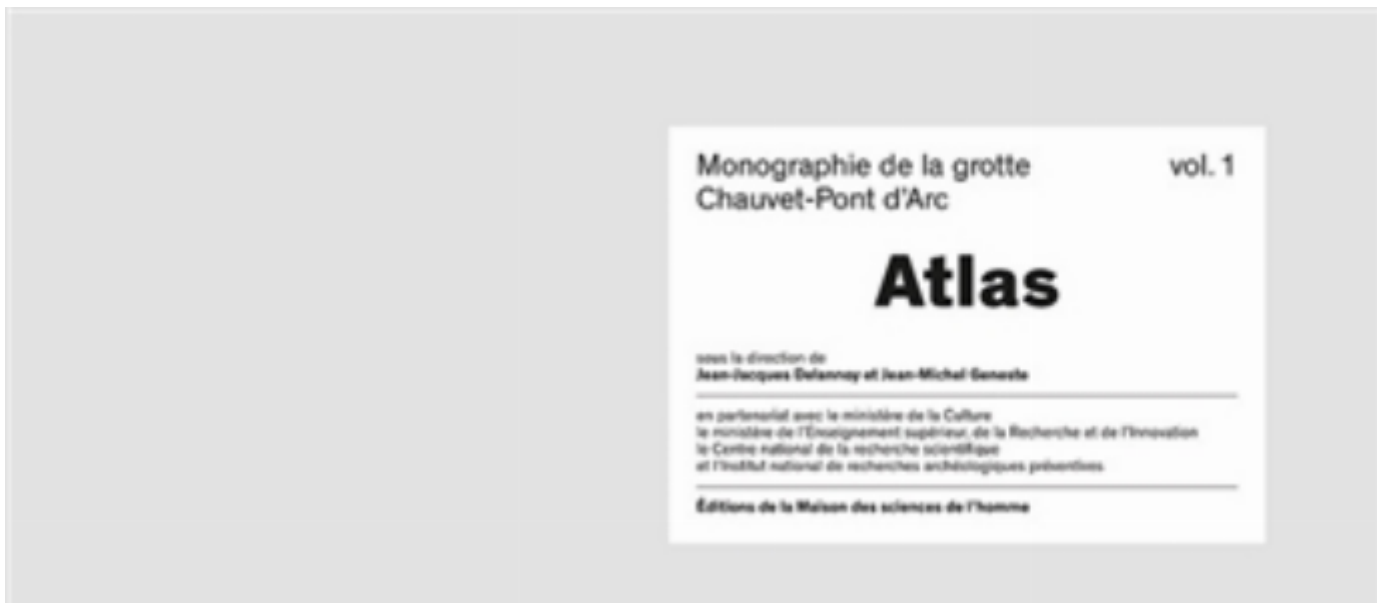 Monographie de la grotte vol. 1
Chauvet-Pont d'Arc
Atlas
sous la direction de
Jean-Jacques Delannoy et Jean-Michel Geneste
en partenariat avec le ministère de la Culture
le ministère de l'Enseignement supérieur, de la Recherche et de l'Innovation
le Centre national de la recherche scientifique
et l'Institut national de recherches archéologiques préventives
Éditions de la Maison des sciences de l'homme